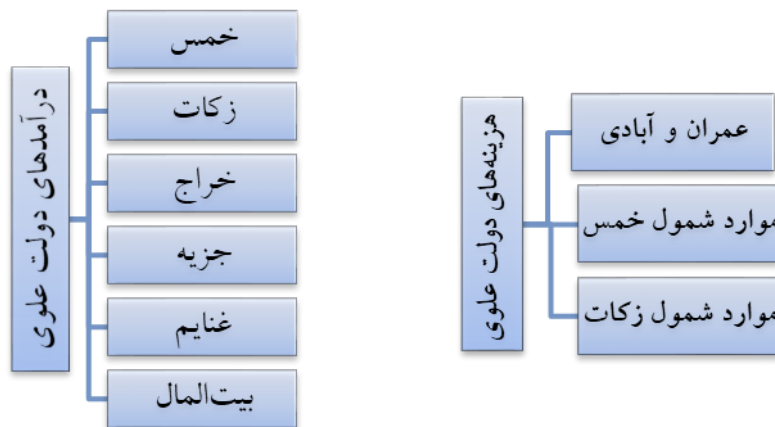 درآمدهای دولت علوی
خمس
زکات
خراج
جزیه
غنایم
بیت‌المال
هزینه‌های دولت علوی
عمران و آبادی
موارد شمول خمس
موارد شمول زکات